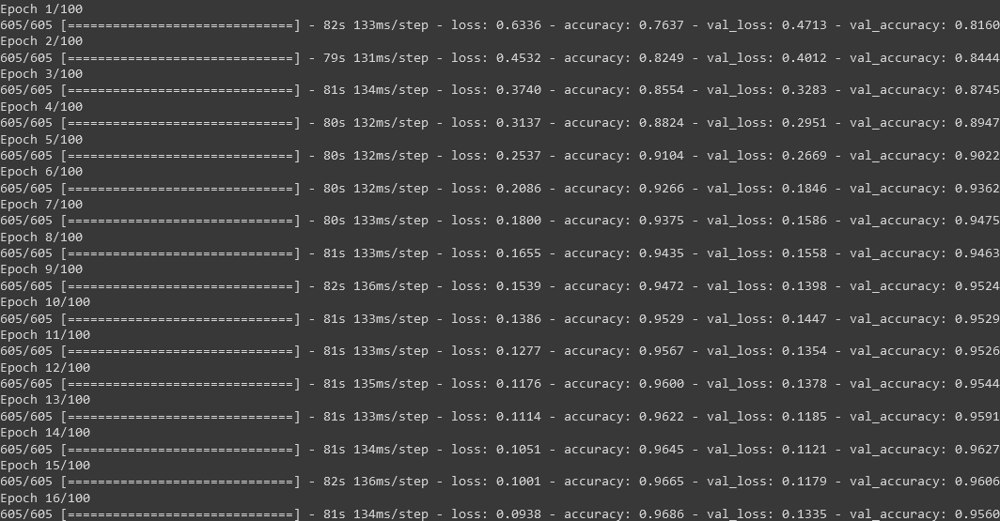 Epoch 1/100
605/605 [==============================] - 82s 133ms/step - loss: 0.6336 - accuracy: 0.7637 - val_loss: 0.4713 - val_accuracy: 0.8160
Epoch 2/100
605/605 [==============================] - 79s 131ms/step - loss: 0.4532 - accuracy: 0.8249 - val_loss: 0.4012 - val_accuracy: 0.8444
Epoch 3/100
605/605 [==============================] - 81s 134ms/step - loss: 0.3740 - accuracy: 0.8554 - val_loss: 0.3283 - val_accuracy: 0.8745
Epoch 4/100
605/605 [==============================] - 80s 132ms/step - loss: 0.3137 - accuracy: 0.8824 - val_loss: 0.2951 - val_accuracy: 0.8947
Epoch 5/100
605/605 [==============================] - 80s 132ms/step - loss: 0.2537 - accuracy: 0.9104 - val_loss: 0.2669 - val_accuracy: 0.9022
Epoch 6/100
605/605 [==============================] - 80s 132ms/step - loss: 0.2086 - accuracy: 0.9266 - val_loss: 0.1846 - val_accuracy: 0.9362
Epoch 7/100
605/605 [==============================] - 80s 133ms/step - loss: 0.1800 - accuracy: 0.9375 - val_loss: 0.1586 - val_accuracy: 0.9475
Epoch 8/100
605/605 [==============================] - 81s 133ms/step - loss: 0.1655 - accuracy: 0.9435 - val_loss: 0.1558 - val_accuracy: 0.9463
Epoch 9/100
605/605 [==============================] - 82s 136ms/step - loss: 0.1539 - accuracy: 0.9472 - val_loss: 0.1398 - val_accuracy: 0.9524
Epoch 10/100
605/605 [==============================] - 81s 133ms/step - loss: 0.1386 - accuracy: 0.9529 - val_loss: 0.1447 - val_accuracy: 0.9529
Epoch 11/100
605/605 [==============================] - 81s 133ms/step - loss: 0.1277 - accuracy: 0.9567 - val_loss: 0.1354 - val_accuracy: 0.9526
Epoch 12/100
605/605 [==============================] - 81s 135ms/step - loss: 0.1176 - accuracy: 0.9600 - val_loss: 0.1378 - val_accuracy: 0.9544
Epoch 13/100
605/605 [==============================] - 81s 133ms/step - loss: 0.1114 - accuracy: 0.9622 - val_loss: 0.1185 - val_accuracy: 0.9591
Epoch 14/100
605/605 [==============================] - 81s 134ms/step - loss: 0.1051 - accuracy: 0.9645 - val_loss: 0.1121 - val_accuracy: 0.9627
Epoch 15/100
605/605 [==============================] - 82s 136ms/step - loss: 0.1001 - accuracy: 0.9665 - val_loss: 0.1179 - val_accuracy: 0.9606
Epoch 16/100
605/605 [==============================] - 81s 134ms/step - loss: 0.0938 - accuracy: 0.9686 - val_loss: 0.1335 - val_accuracy: 0.9560